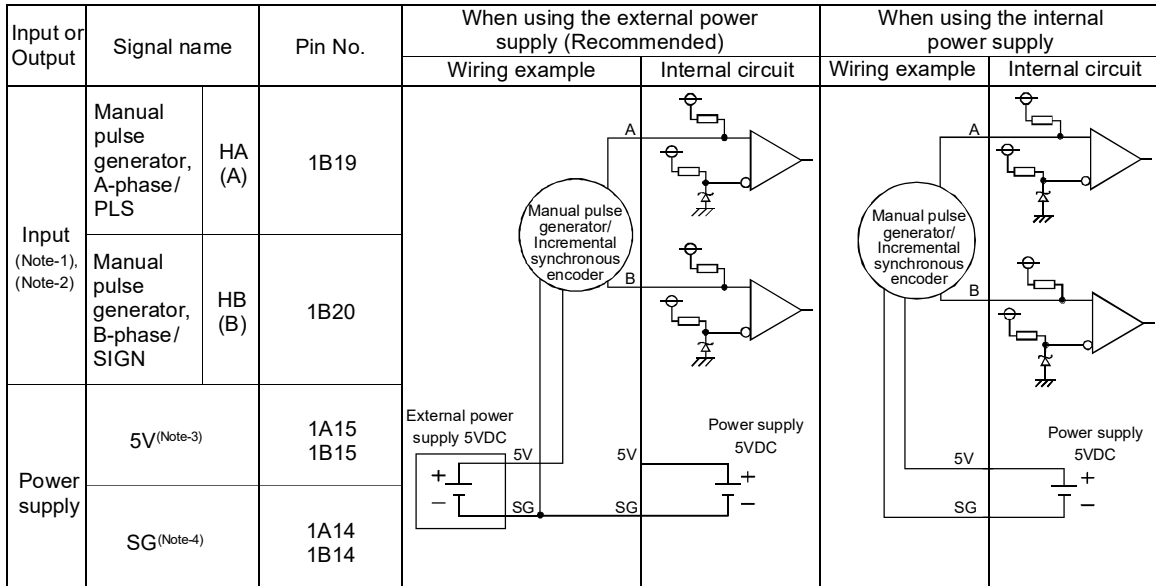 Input or
Output
Signal name
Pin No.
When using the external power
supply (Recommended)
When using the internal
power supply
Wiring example
Internal circuit
Wiring example
Internal circuit
Input
(Note-1),
(Note-2)
Manual
pulse
generator,
A-phase/
PLS
HA
(A)
1B19
Manual
pulse
generator,
B-phase/
SIGN
HB
(B)
1B20
A
Manual pulse
generator/
Incremental
synchronous
encoder
B
A
Manual pulse
generator/
Incremental
synchronous
encoder
B
Power
supply
5V(Note-3)
1A15
1B15
SG(Note-4)
1A14
1B14
External power
supply 5VDC
5V
+
−
SG
5V
SG
Power supply
5VDC
+
−
5V
SG
Power supply
5VDC
+
−